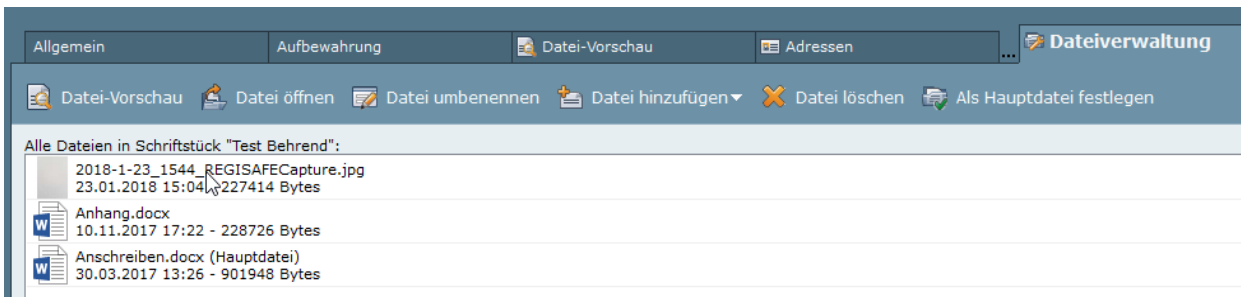 Allgemein
Aufbewahrung
Datei-Vorschau
Adressen
...
Dateiverwaltung
Datei-Vorschau
Datei öffnen
Datei umbenennen
Datei hinzufügen
Datei löschen
Als Hauptdatei festlegen
Alle Dateien in Schriftstück "Test Behrend":
2018-1-23_1544_REGISAFECapture.jpg
23.01.2018 15:04 - 227414 Bytes
W
Anhang.docx
10.11.2017 17:22 - 228726 Bytes
W
Anschreiben.docx (Hauptdatei)
30.03.2017 13:26 - 901948 Bytes